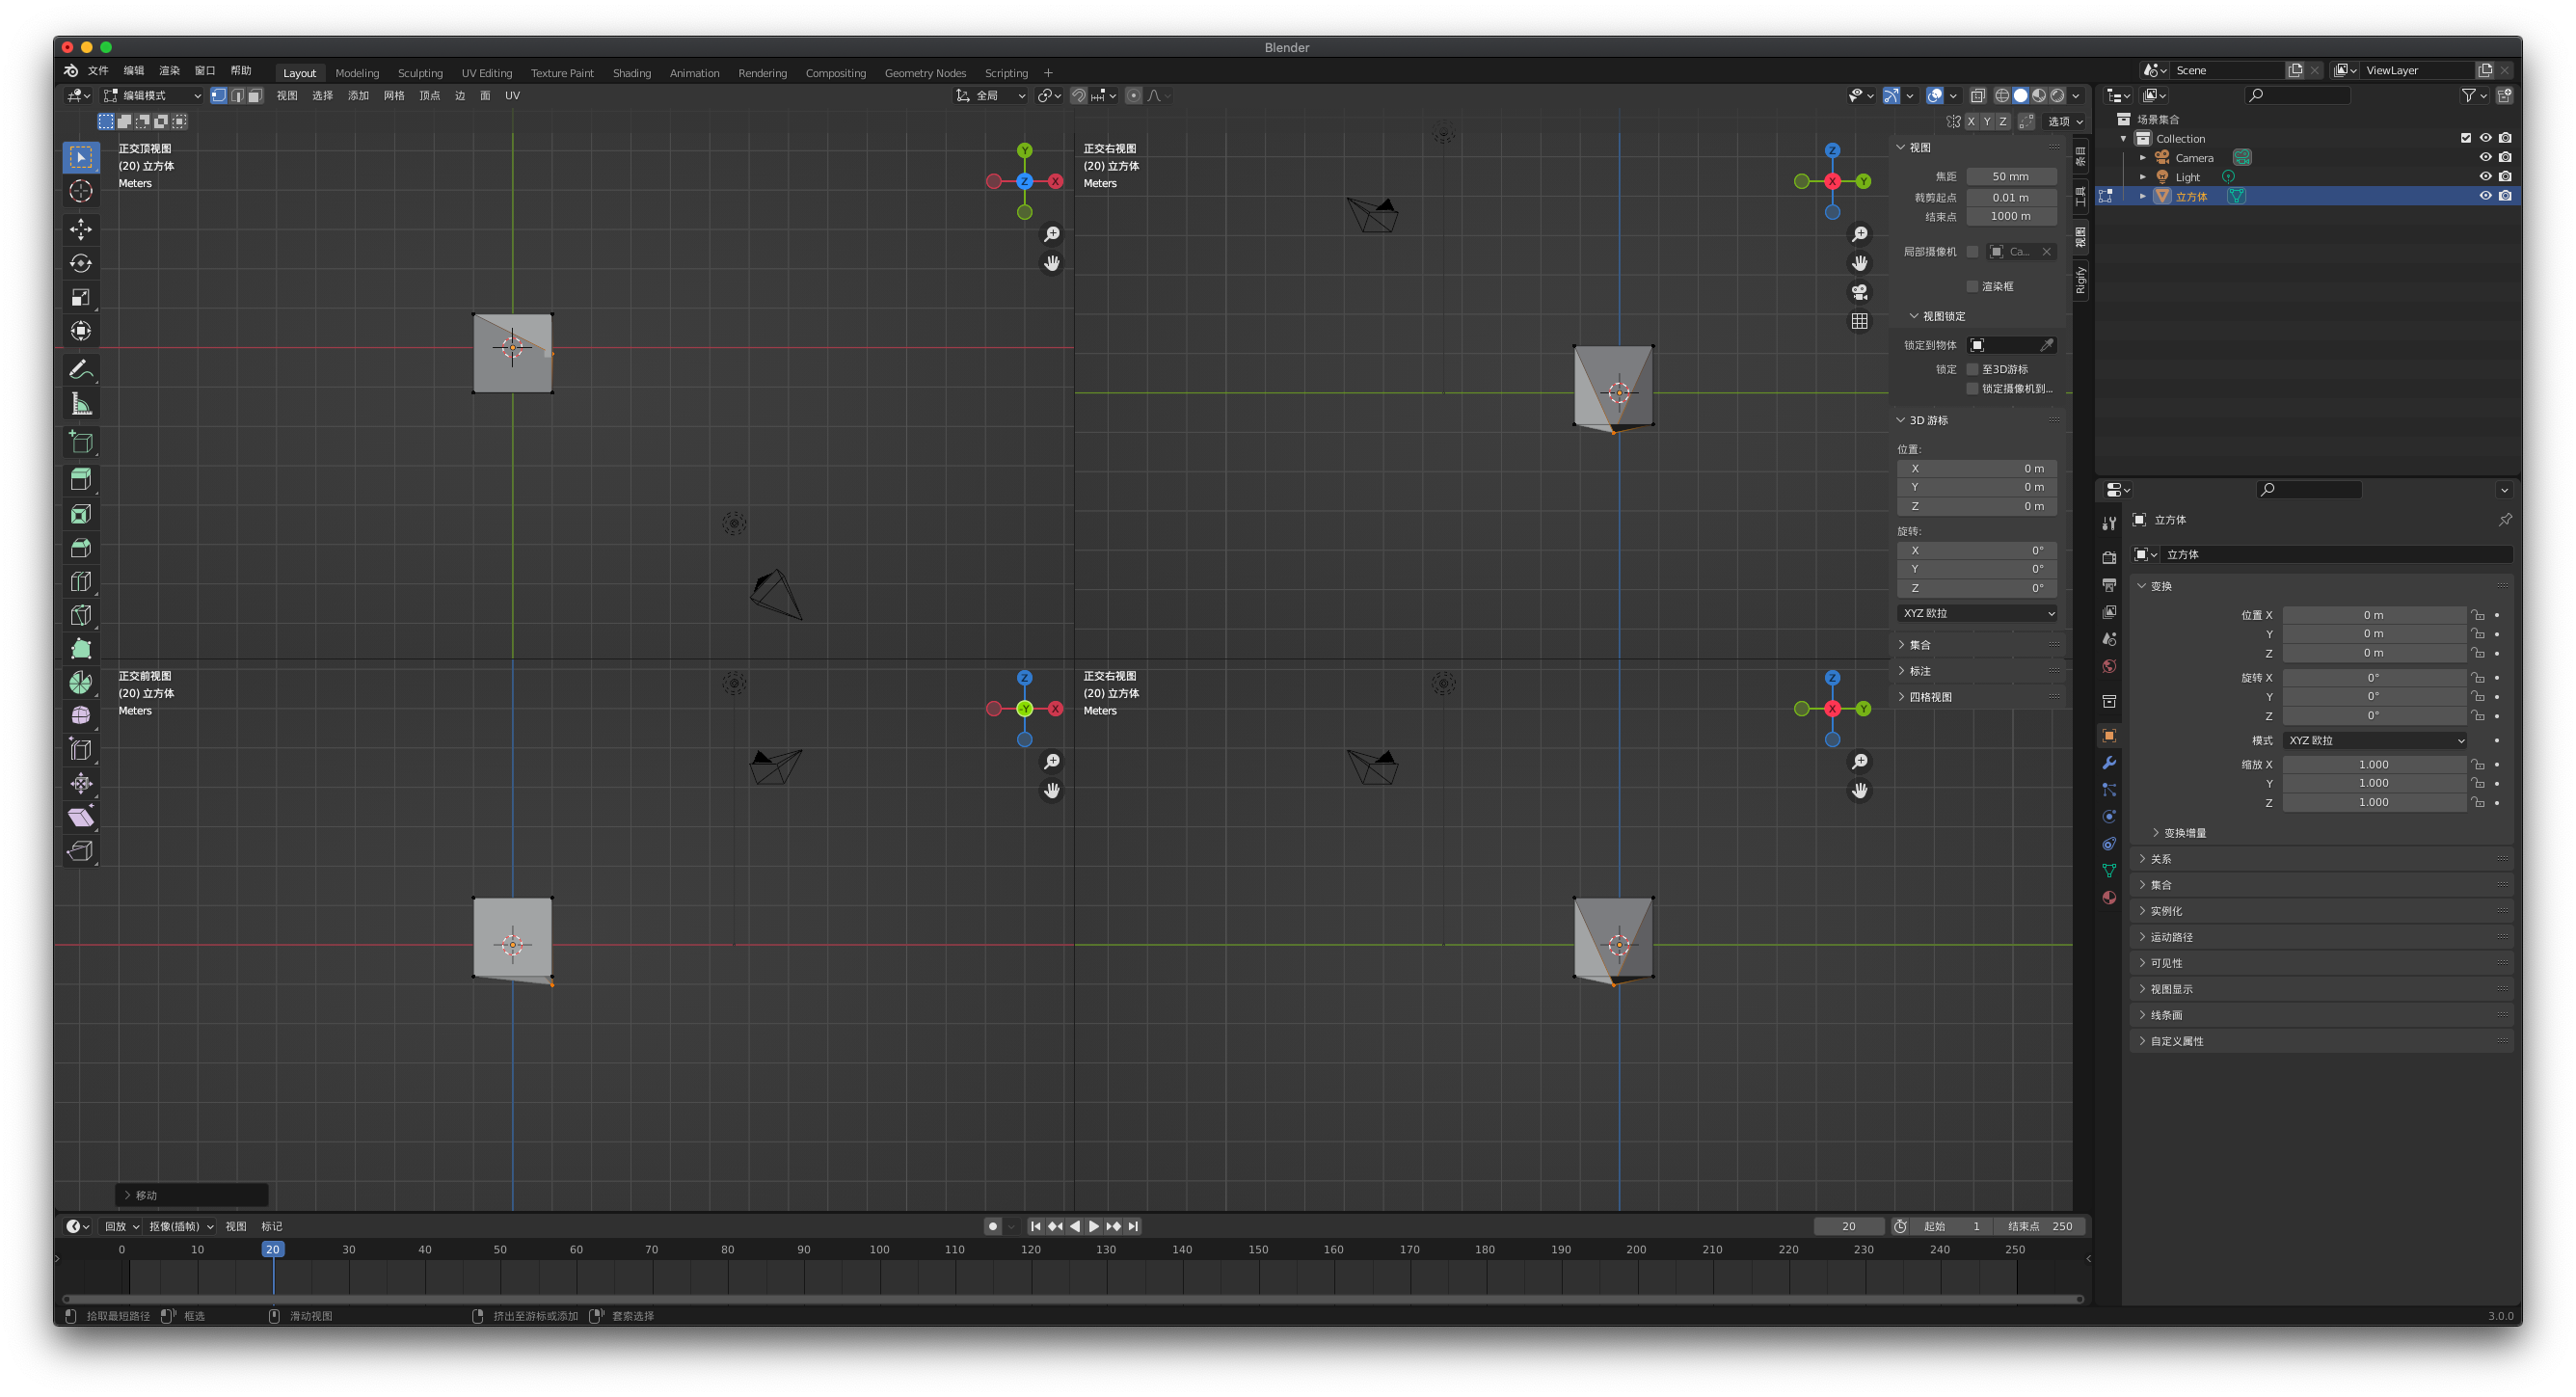 Blender
文件 编辑 渲染 窗口 帮助 Layout Modeling Sculpting UV Editing Texture Paint Shading Animation Rendering Compositing Geometry Nodes Scripting + Scene ViewLayer
编辑模式 视图 选择 添加 网格 顶点 边 面 UV 全局
X Y Z 选项
正交顶视图
(20) 立方体
Meters
Y
Z
X
正交右视图
(20) 立方体
Meters
Z
X
Y
视图
焦距 50 mm
裁剪起点 0.01 m
结束点 1000 m
局部摄像机 Ca...
渲染框
视图锁定
锁定到物体
锁定 至3D游标
锁定摄像机到...
3D 游标
位置:
X 0 m
Y 0 m
Z 0 m
旋转:
X 0°
Y 0°
Z 0°
XYZ 欧拉
集合
标注
四格视图
条目
工具
视图
Rigify
正交前视图
(20) 立方体
Meters
Z
-Y
X
正交右视图
(20) 立方体
Meters
Z
X
Y
移动
场景集合
Collection
Camera
Light
立方体
立方体
立方体
变换
位置 X 0 m
Y 0 m
Z 0 m
旋转 X 0°
Y 0°
Z 0°
模式 XYZ 欧拉
缩放 X 1.000
Y 1.000
Z 1.000
变换增量
关系
集合
实例化
运动路径
可见性
视图显示
线条画
自定义属性
回放 抠像(插帧) 视图 标记 20 起始 1 结束点 250
0 10 20 30 40 50 60 70 80 90 100 110 120 130 140 150 160 170 180 190 200 210 220 230 240 250
拾取最短路径 框选 滑动视图 挤出至游标或添加 套索选择 3.0.0